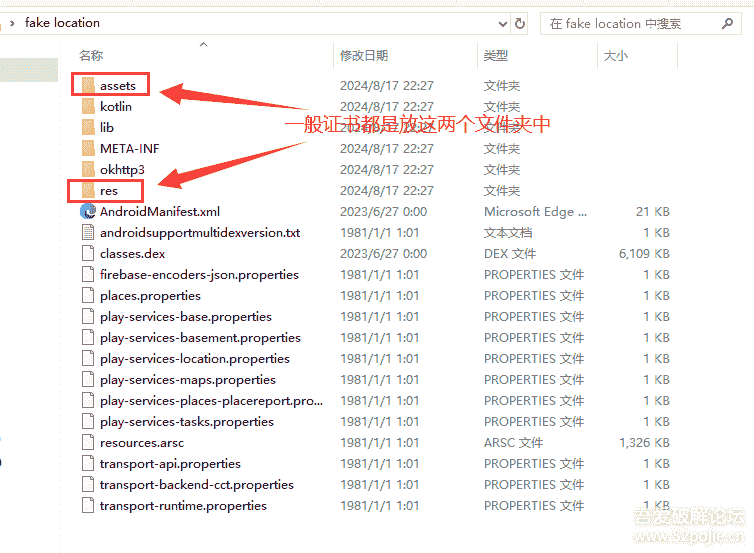 fake location
在 fake location 中搜索
名称 修改日期 类型 大小
assets 2024/8/17 22:27 文件夹
kotlin 2024/8/17 22:27 文件夹
一般证书都是放这两个文件夹中
lib 2024/8/17 22:27 文件夹
META-INF 2024/8/17 22:27 文件夹
okhttp3 2024/8/17 22:27 文件夹
res 2024/8/17 22:27 文件夹
AndroidManifest.xml 2023/6/27 0:00 Microsoft Edge ... 21 KB
androidsupportmultidexversion.txt 1981/1/1 1:01 文本文档 1 KB
classes.dex 2023/6/27 0:00 DEX 文件 6,109 KB
firebase-encoders-json.properties 1981/1/1 1:01 PROPERTIES 文件 1 KB
places.properties 1981/1/1 1:01 PROPERTIES 文件 1 KB
play-services-base.properties 1981/1/1 1:01 PROPERTIES 文件 1 KB
play-services-basement.properties 1981/1/1 1:01 PROPERTIES 文件 1 KB
play-services-location.properties 1981/1/1 1:01 PROPERTIES 文件 1 KB
play-services-maps.properties 1981/1/1 1:01 PROPERTIES 文件 1 KB
play-services-places-placereport.pro... 1981/1/1 1:01 PROPERTIES 文件 1 KB
play-services-tasks.properties 1981/1/1 1:01 PROPERTIES 文件 1 KB
resources.arsc 1981/1/1 1:01 ARSC 文件 1,326 KB
transport-api.properties 1981/1/1 1:01 PROPERTIES 文件 1 KB
transport-backend-cct.properties 1981/1/1 1:01 PROPERTIES 文件 1 KB
transport-runtime.properties 1981/1/1 1:01 PROPERTIES 文件 1 KB
吾爱破解论坛
www.52pojie.cn